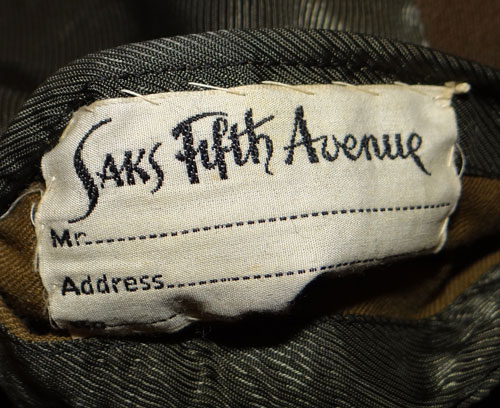 Saks Fifth Avenue
Mr.
Address